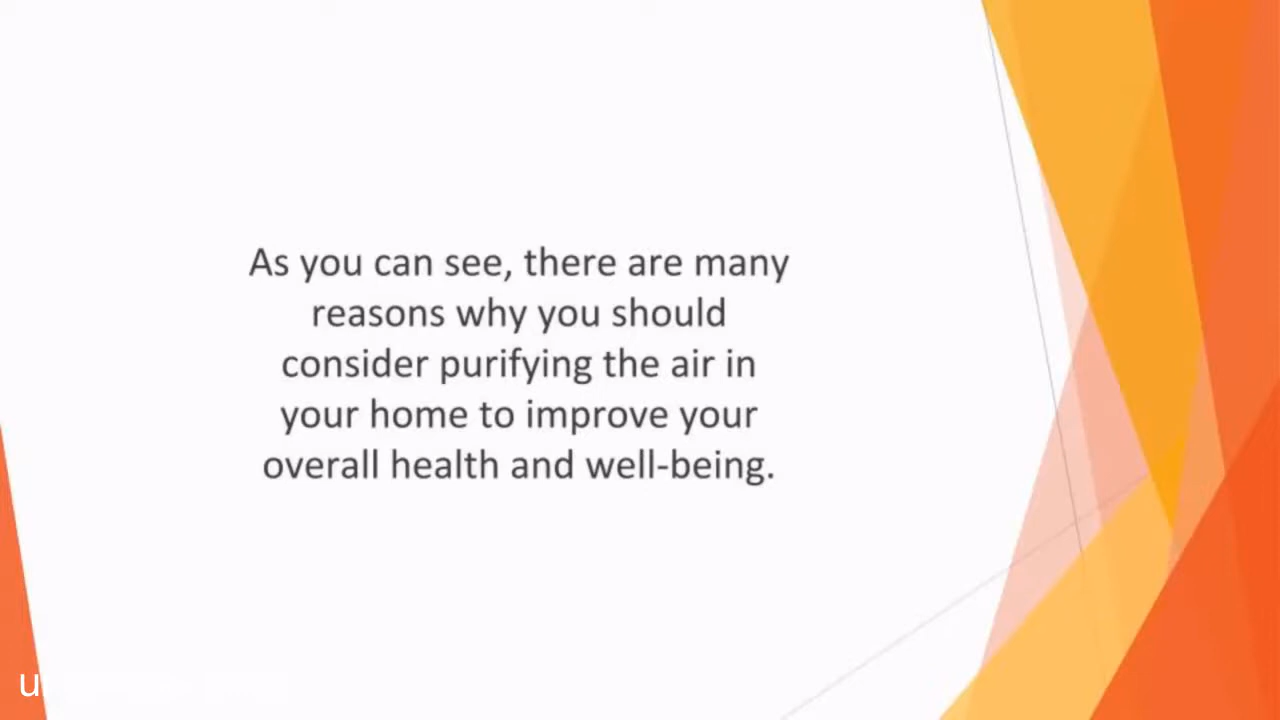 As you can see, there are many
reasons why you should
consider purifying the air in
your home to improve your
overall health and well-being.